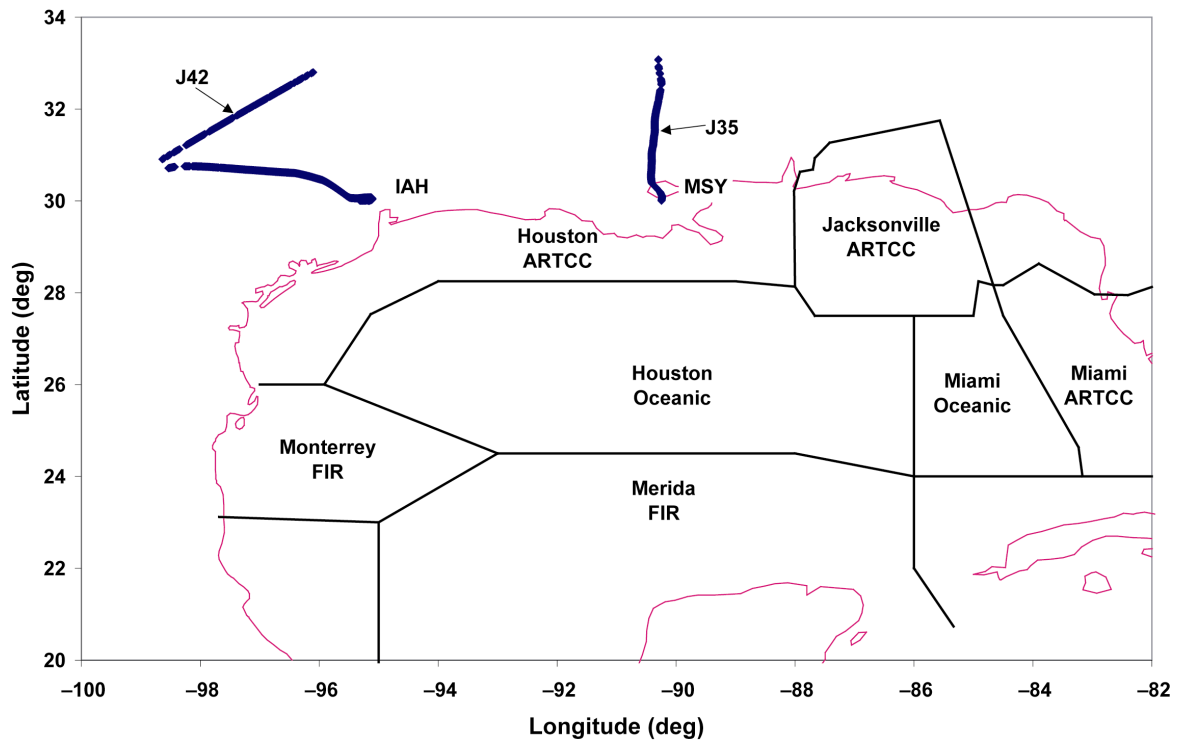 34
32
30
28
26
24
22
20
Latitude (deg)
J42
J35
IAH
MSY
Houston
ARTCC
Jacksonville
ARTCC
Houston
Oceanic
Miami
Oceanic
Miami
ARTCC
Monterrey
FIR
Merida
FIR
–100
–98
–96
–94
–92
–90
–88
–86
–84
–82
Longitude (deg)